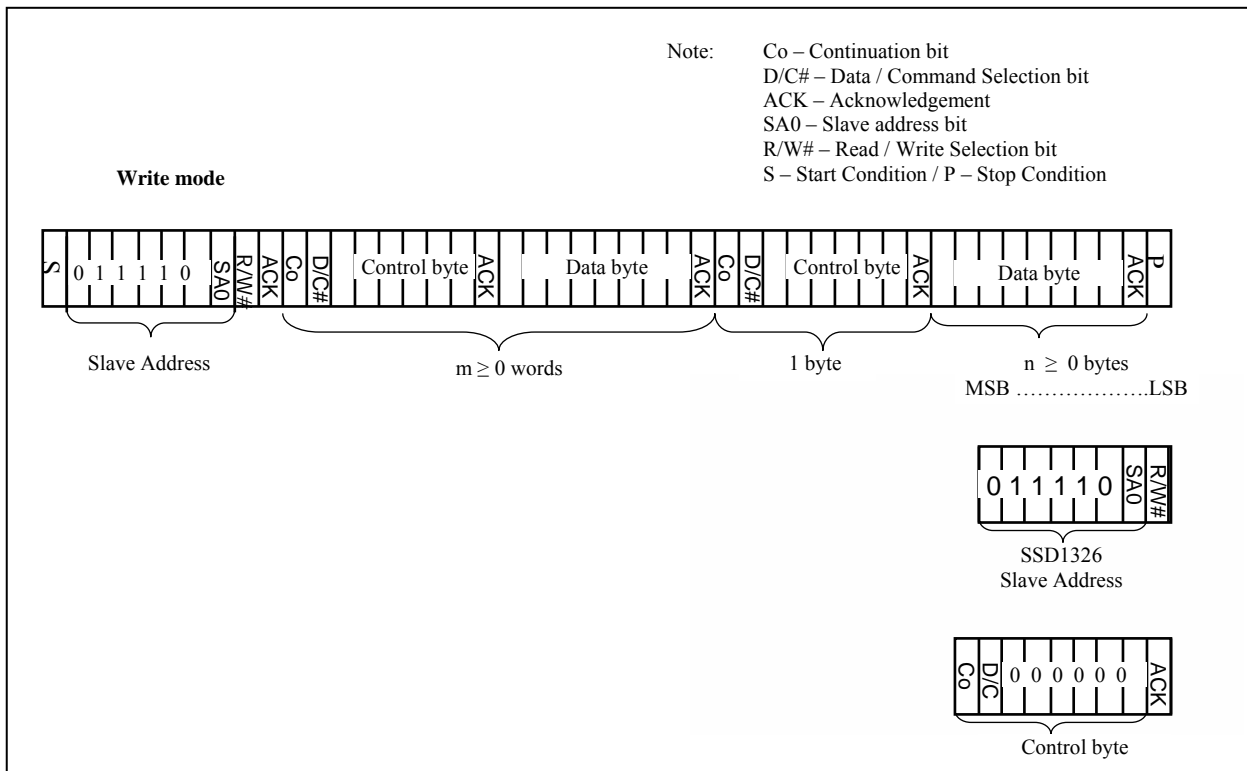 Note: Co – Continuation bit
D/C# – Data / Command Selection bit
ACK – Acknowledgement
SA0 – Slave address bit
R/W# – Read / Write Selection bit
S – Start Condition / P – Stop Condition
Write mode
S 0 1 1 1 1 0 SA0 R/W# ACK Co D/C# Control byte ACK Data byte ACK Co D/C# Control byte ACK Data byte ACK P
Slave Address m ≥ 0 words 1 byte n ≥ 0 bytes
MSB ………………….LSB
0 1 1 1 1 0 SA0 R/W#
SSD1326
Slave Address
Co D/C 0 0 0 0 0 0 ACK
Control byte